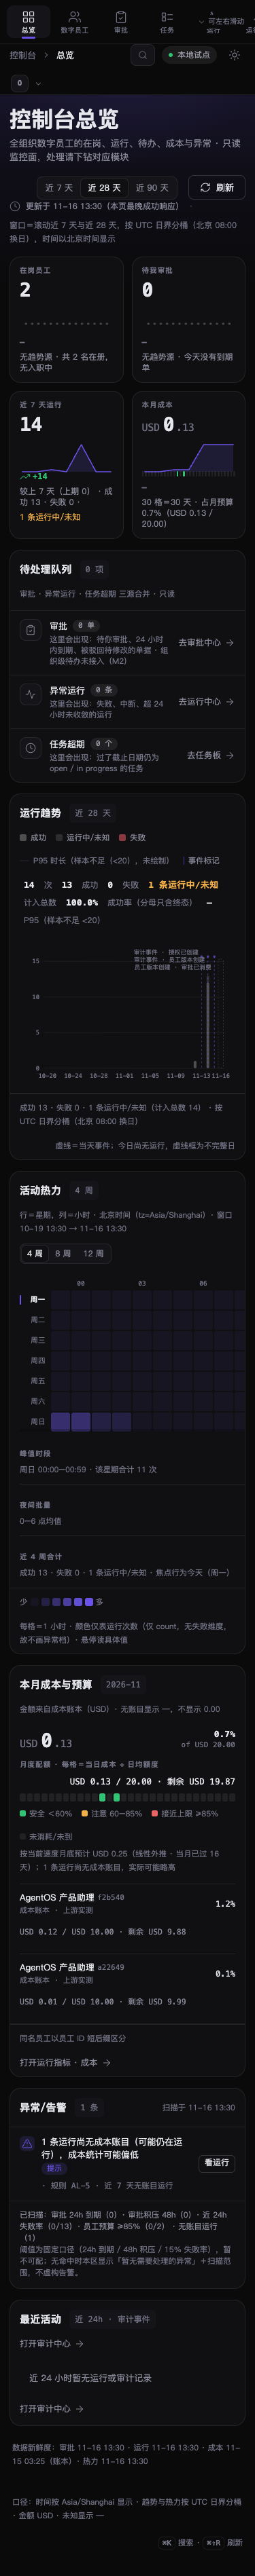 总览
数字员工
审批
任务
可左右滑动
运行
控制台 › 总览
本地试点
0
控制台总览
全组织数字员工的在岗、运行、待办、成本与异常 · 只读监控面，处理请下钻对应模块
近 7 天
近 28 天
近 90 天
刷新
更新于 11-16 13:30（本页最晚成功响应） ·
窗口＝滚动近 7 天与近 28 天，按 UTC 日界分桶（北京 08:00 换日），时间以北京时间显示
在岗员工
2
—
无趋势源 · 共 2 名在册，无入职中
待我审批
0
—
无趋势源 · 今天没有到期单
近 7 天运行
14
+14
较上 7 天（上期 0） · 成功 13 · 失败 0 ·
1 条运行中/未知
本月成本
USD 0.13
—
30 格＝30 天 · 占月预算 0.7%（USD 0.13 / 20.00）
待处理队列
0 项
审批 · 异常运行 · 任务超期 三源合并 · 只读
审批
0 单
这里会出现：待你审批、24 小时内到期、被驳回待修改的单据 · 组织级待办未接入（M2）
去审批中心 →
异常运行
0 条
这里会出现：失败、中断、超 24 小时未收敛的运行
去运行中心 →
任务超期
0 个
这里会出现：过了截止日期仍为 open / in progress 的任务
去任务板 →
运行趋势
近 28 天
成功
运行中/未知
失败
P95 时长（样本不足（<20），未绘制）
事件标记
14 次 13 成功 0 失败 1 条运行中/未知
计入总数 100.0% 成功率（分母只含终态） —
P95（样本不足 <20）
审计事件 · 授权已创建
审计事件 · 员工版本创建
员工版本创建 · 审批已消费
15
10
5
0
10-20 10-24 10-28 11-01 11-05 11-09 11-13 11-16
成功 13 · 失败 0 · 1 条运行中/未知（计入总数 14） · 按 UTC 日界分桶（北京 08:00 换日）
虚线＝当天事件；今日尚无运行，虚线框为不完整日
活动热力
4 周
行＝星期，列＝小时 · 北京时间（tz=Asia/Shanghai） · 窗口 10-19 13:30 → 11-16 13:30
4 周
8 周
12 周
00 03 06
周一
周二
周三
周四
周五
周六
周日
峰值时段
周日 00:00—00:59 · 该星期合计 11 次
夜间批量
0—6 点均值
近 4 周合计
成功 13 · 失败 0 · 1 条运行中/未知 · 焦点行为今天（周一）
少
多
每格＝1 小时 · 颜色仅表运行次数（仅 count，无失败维度，故不画异常档） · 悬停读具体值
本月成本与预算
2026-11
金额来自成本账本（USD） · 无账目显示 —，不显示 0.00
USD 0.13
0.7%
of USD 20.00
月度配额 · 每格＝当日成本 ÷ 日均额度
USD 0.13 / 20.00 · 剩余 USD 19.87
安全 <60%
注意 60—85%
接近上限 ≥85%
未消耗/未到
按当前速度月底预计 USD 0.25（线性外推 · 当月已过 16 天）；1 条运行尚无成本账目，实际可能略高
AgentOS 产品助理 f2b540
成本账本 · 上游实测
1.2%
USD 0.12 / USD 10.00 · 剩余 USD 9.88
AgentOS 产品助理 a22649
成本账本 · 上游实测
0.1%
USD 0.01 / USD 10.00 · 剩余 USD 9.99
同名员工以员工 ID 短后缀区分
打开运行指标 · 成本 →
异常/告警
1 条
扫描于 11-16 13:30
1 条运行尚无成本账目（可能仍在运行），成本统计可能偏低
提示
· 规则 AL-5 · 近 7 天无账目运行
看运行
已扫描：审批 24h 到期（0） · 审批积压 48h（0） · 近 24h 失败率（0/13） · 员工预算 ≥85%（0/2） · 无账目运行（1）
阈值为固定口径（24h 到期 / 48h 积压 / 15% 失败率），暂不可配；无命中时本区显示「暂无需要处理的异常」＋扫描范围，不虚构告警。
最近活动
近 24h · 审计事件
打开审计中心 →
近 24 小时暂无运行或审计记录
打开审计中心 →
数据新鲜度：审批 11-16 13:30 · 运行 11-16 13:30 · 成本 11-15 03:25（账本） · 热力 11-16 13:30
口径：时间按 Asia/Shanghai 显示 · 趋势与热力按 UTC 日界分桶 · 金额 USD · 未知显示 —
⌘K 搜索 · ⌘⇧R 刷新